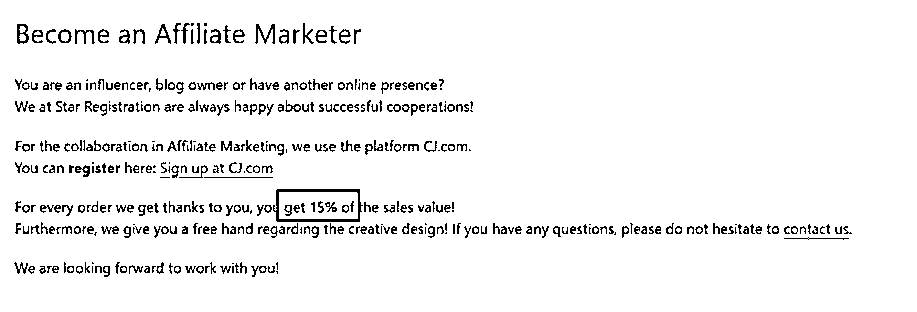 Become an Affiliate Marketer
You are an influencer, blog owner or have another online presence?
We at Star Registration are always happy about successful cooperations!
For the collaboration in Affiliate Marketing, we use the platform CJ.com.
You can register here: Sign up at CJ.com
For every order we get thanks to you, you get 15% of the sales value!
Furthermore, we give you a free hand regarding the creative design! If you have any questions, please do not hesitate to contact us.
We are looking forward to work with you!